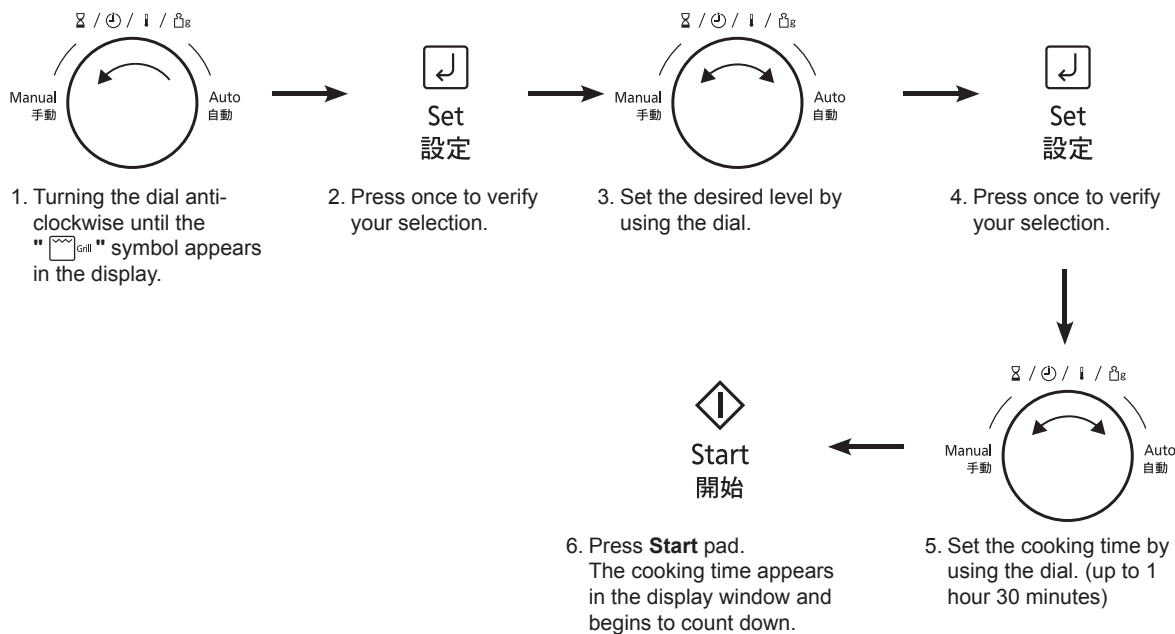 / / / g
Manual
手動
Auto
自動
1. Turning the dial anti-
clockwise until the
" Grill " symbol appears
in the display.
Set
設定
2. Press once to verify
your selection.
/ / / g
Manual
手動
Auto
自動
3. Set the desired level by
using the dial.
Set
設定
4. Press once to verify
your selection.
/ / / g
Manual
手動
Auto
自動
5. Set the cooking time by
using the dial. (up to 1
hour 30 minutes)
Start
開始
6. Press Start pad.
The cooking time appears
in the display window and
begins to count down.